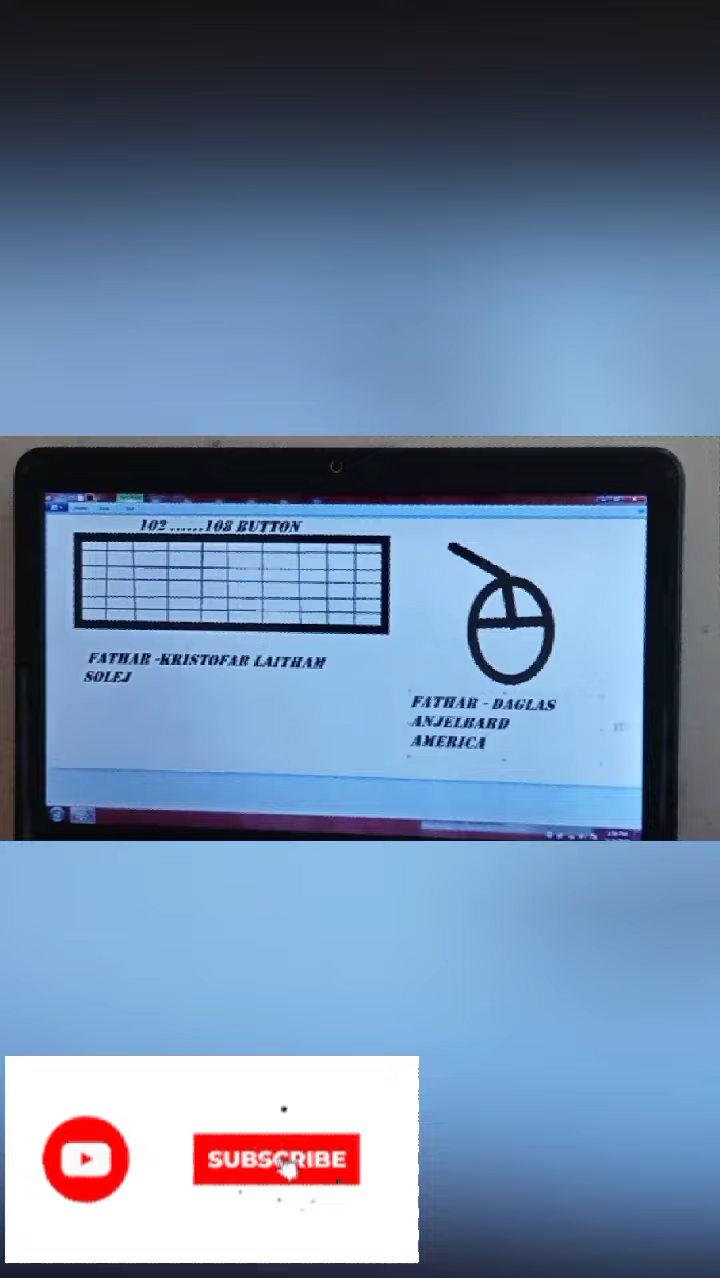 102 ......108 BUTTON
FATHAR -KRISTOFAR LAITHAM
SOLEJ
FATHAR - DAGLAS
ANJELBARD
AMERICA
SUBSCRIBE